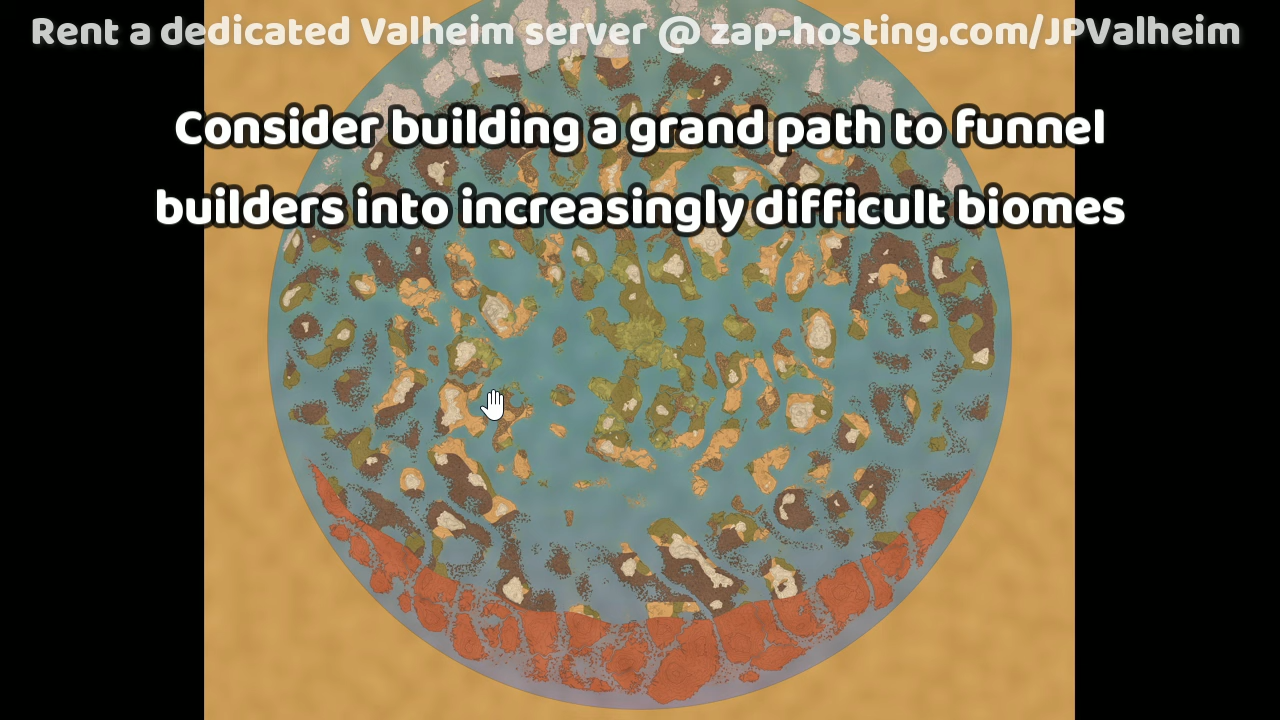 Rent a dedicated Valheim server @ zap-hosting.com/JPValheim
Consider building a grand path to funnel
builders into increasingly difficult biomes